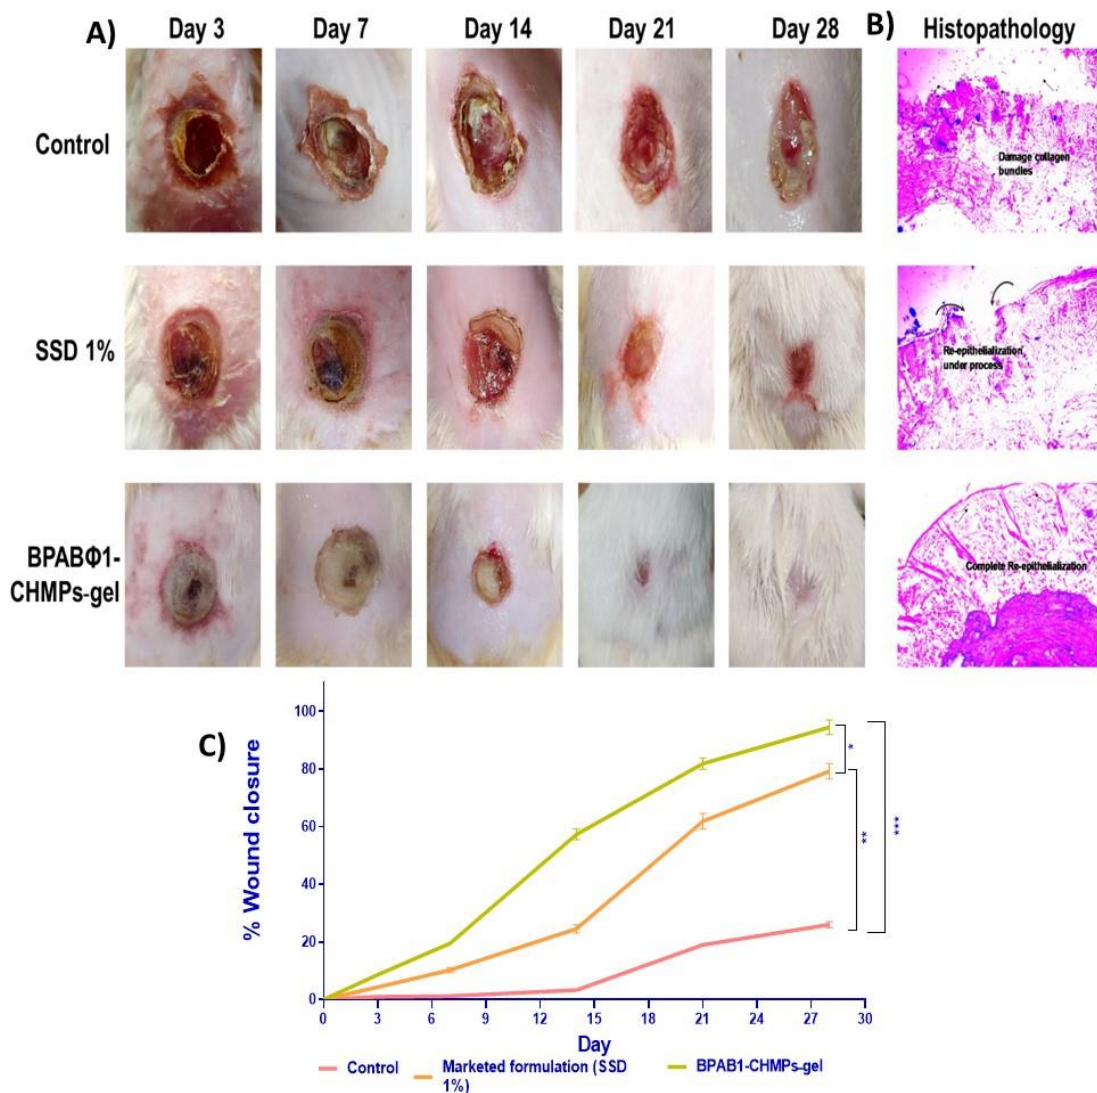 A)
Day 3
Day 7
Day 14
Day 21
Day 28
B)
Histopathology
Control
Damage collagen
bundles
SSD 1%
Re-epithelialization
under process
BPABΦ1-
CHMPs-gel
Complete Re-epithelialization
C)
% Wound closure
100
80
60
40
20
0
0
3
6
9
12
15
18
21
24
27
30
Day
*
**
***
Control
Marketed formulation (SSD
1%)
BPAB1-CHMPs-gel